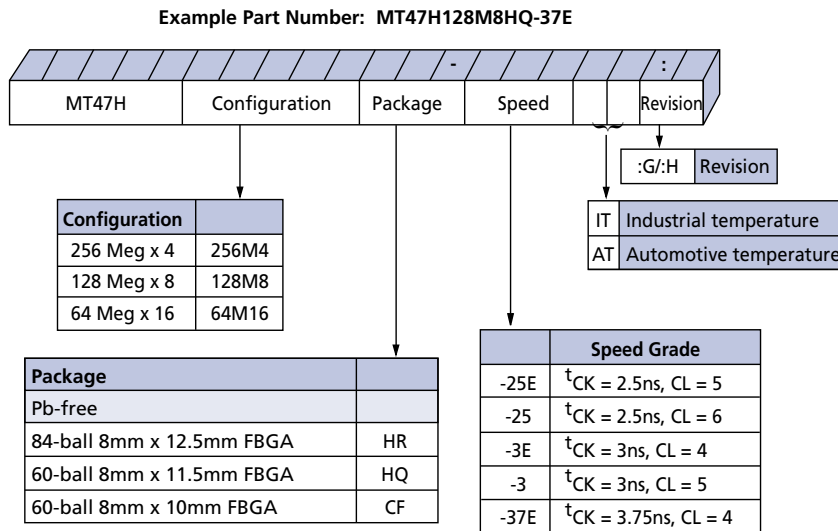 Example Part Number: MT47H128M8HQ-37E
- :
MT47H Configuration Package Speed Revision
:G/:H Revision
IT Industrial temperature
AT Automotive temperature
Configuration
256 Meg x 4 256M4
128 Meg x 8 128M8
64 Meg x 16 64M16
Package
Pb-free
84-ball 8mm x 12.5mm FBGA HR
60-ball 8mm x 11.5mm FBGA HQ
60-ball 8mm x 10mm FBGA CF
Speed Grade
-25E tCK = 2.5ns, CL = 5
-25 tCK = 2.5ns, CL = 6
-3E tCK = 3ns, CL = 4
-3 tCK = 3ns, CL = 5
-37E tCK = 3.75ns, CL = 4